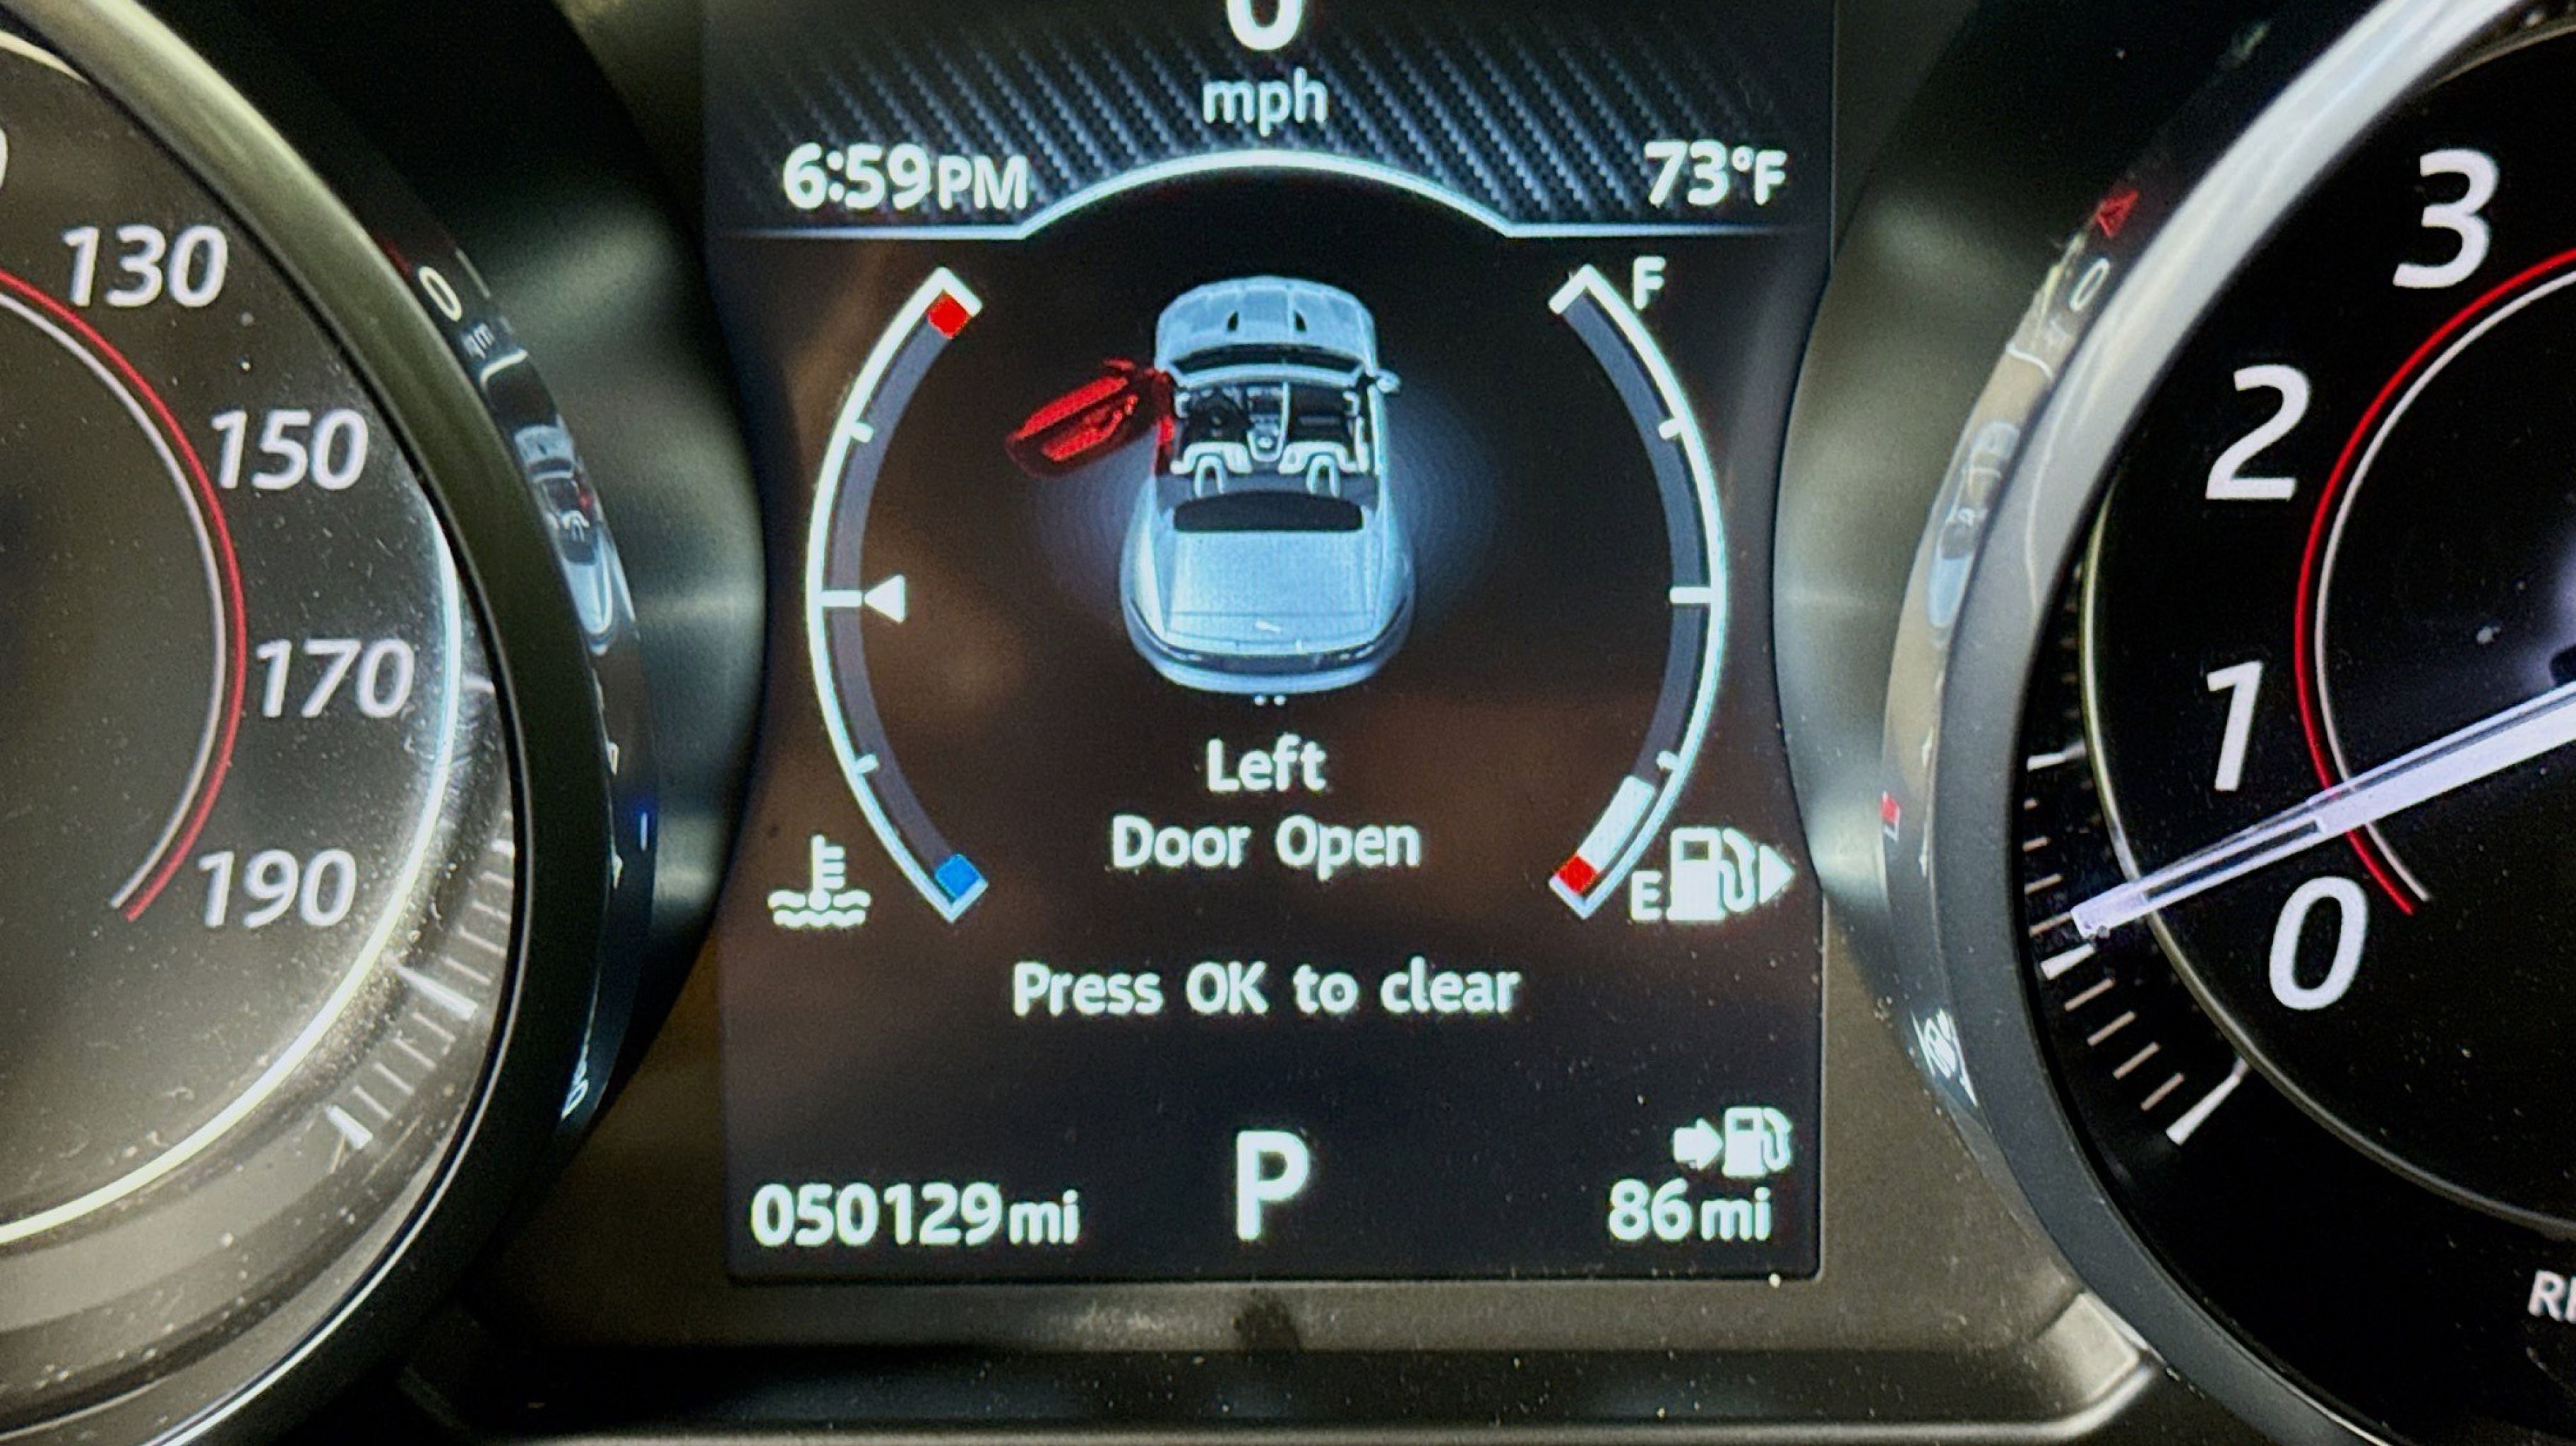 0
mph
6:59PM
73°F
130
150
170
190
F
E
Left
Door Open
Press OK to clear
P
050129mi
86mi
3
2
1
0